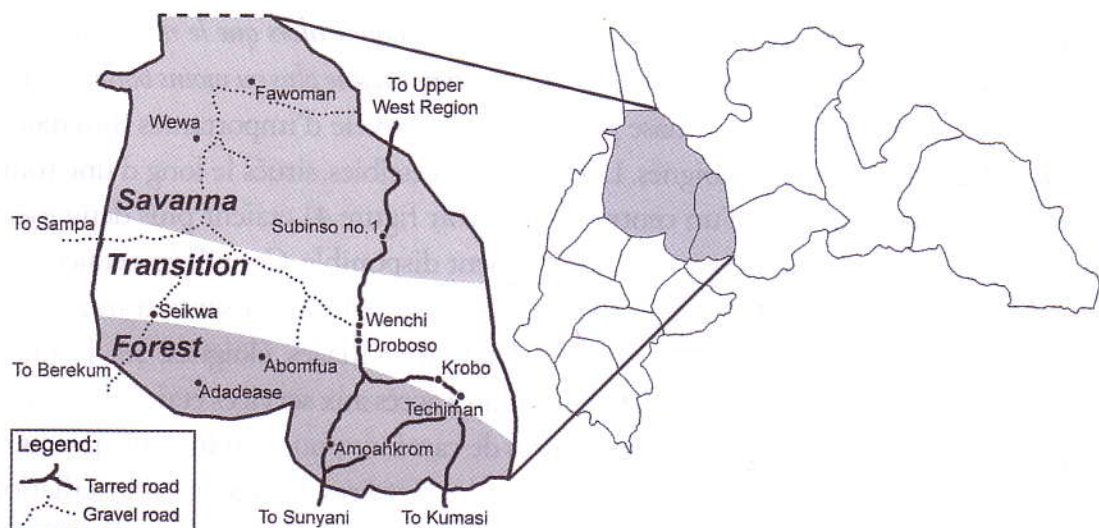 To Upper
West Region
Fawoman
Wewa
Savanna
To Sampa
Subinso no.1
Transition
Seikwa
Wenchi
Droboso
Forest
To Berekum
Abomfua
Krobo
Adadease
Techiman
Amoahkrom
Legend:
Tarred road
Gravel road
To Sunyani
To Kumasi